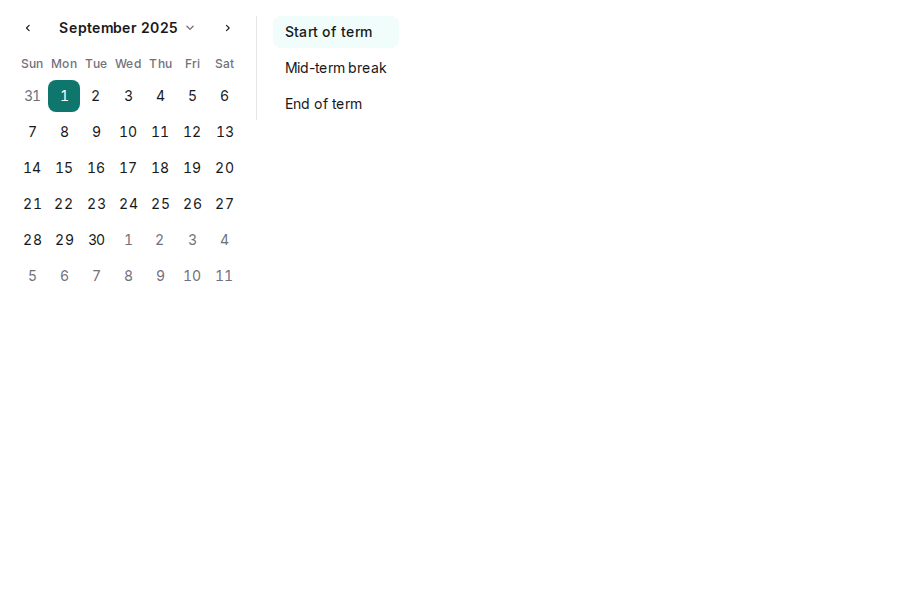 September 2025
Sun Mon Tue Wed Thu Fri Sat
31 1 2 3 4 5 6
7 8 9 10 11 12 13
14 15 16 17 18 19 20
21 22 23 24 25 26 27
28 29 30 1 2 3 4
5 6 7 8 9 10 11
Start of term
Mid-term break
End of term